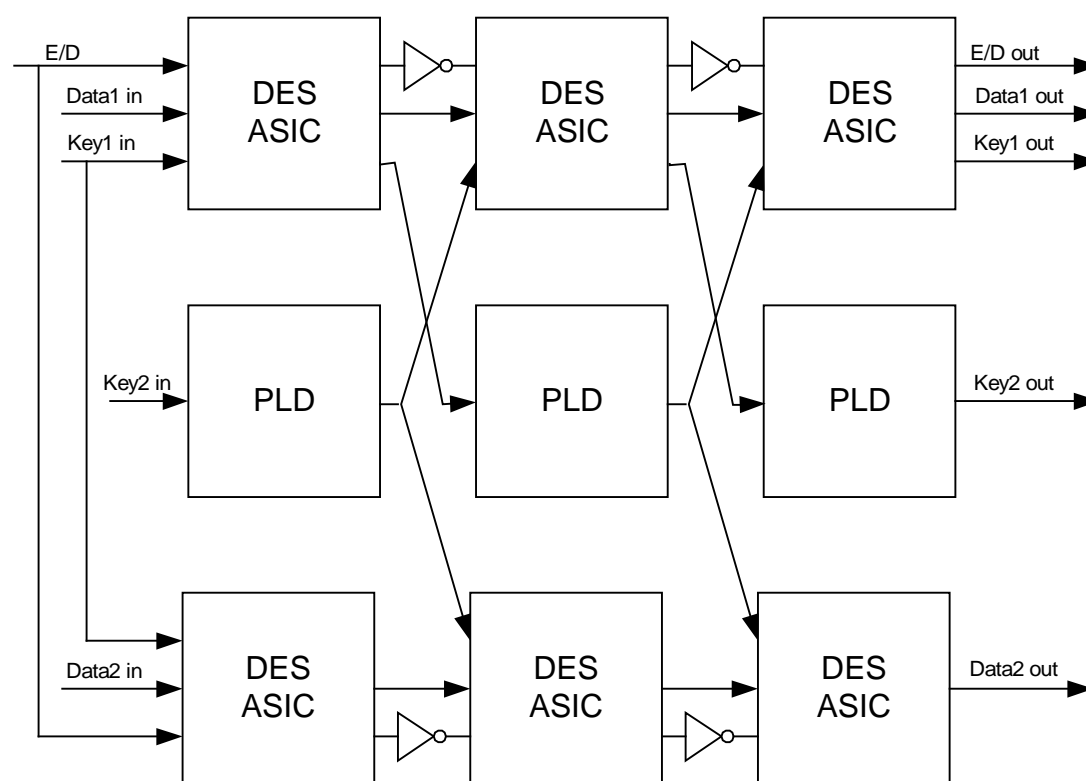 E/D
Data1 in
Key1 in
DES
ASIC
DES
ASIC
DES
ASIC
E/D out
Data1 out
Key1 out
Key2 in
PLD
PLD
PLD
Key2 out
Data2 in
DES
ASIC
DES
ASIC
DES
ASIC
Data2 out